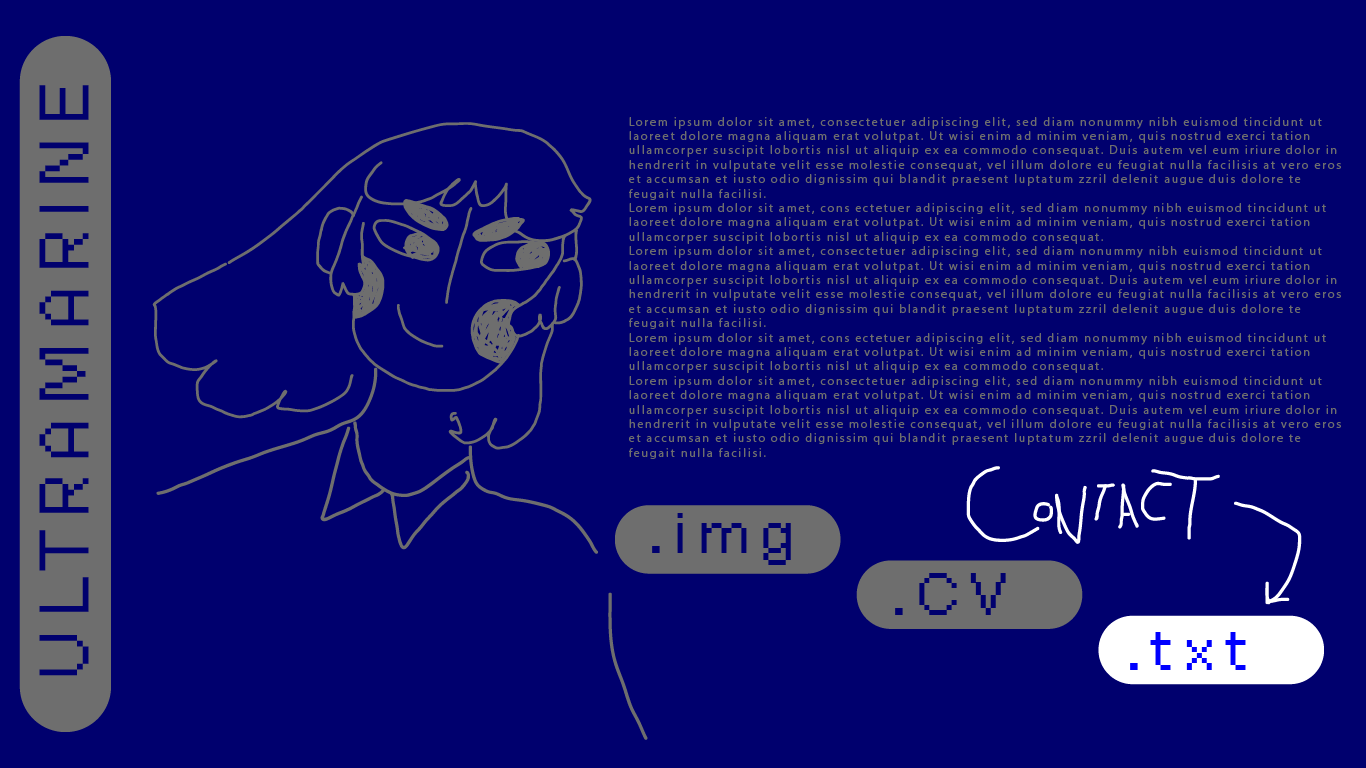 ULTRAMARINE
Lorem ipsum dolor sit amet, consectetuer adipiscing elit, sed diam nonummy nibh euismod tincidunt ut
laoreet dolore magna aliquam erat volutpat. Ut wisi enim ad minim veniam, quis nostrud exerci tation
ullamcorper suscipit lobortis nisl ut aliquip ex ea commodo consequat. Duis autem vel eum iriure dolor in
hendrerit in vulputate velit esse molestie consequat, vel illum dolore eu feugiat nulla facilisis at vero eros
et accumsan et iusto odio dignissim qui blandit praesent luptatum zzril delenit augue duis dolore te
feugait nulla facilisi.
Lorem ipsum dolor sit amet, cons ectetuer adipiscing elit, sed diam nonummy nibh euismod tincidunt ut
laoreet dolore magna aliquam erat volutpat. Ut wisi enim ad minim veniam, quis nostrud exerci tation
ullamcorper suscipit lobortis nisl ut aliquip ex ea commodo consequat.
Lorem ipsum dolor sit amet, consectetuer adipiscing elit, sed diam nonummy nibh euismod tincidunt ut
laoreet dolore magna aliquam erat volutpat. Ut wisi enim ad minim veniam, quis nostrud exerci tation
ullamcorper suscipit lobortis nisl ut aliquip ex ea commodo consequat. Duis autem vel eum iriure dolor in
hendrerit in vulputate velit esse molestie consequat, vel illum dolore eu feugiat nulla facilisis at vero eros
et accumsan et iusto odio dignissim qui blandit praesent luptatum zzril delenit augue duis dolore te
feugait nulla facilisi.
Lorem ipsum dolor sit amet, cons ectetuer adipiscing elit, sed diam nonummy nibh euismod tincidunt ut
laoreet dolore magna aliquam erat volutpat. Ut wisi enim ad minim veniam, quis nostrud exerci tation
ullamcorper suscipit lobortis nisl ut aliquip ex ea commodo consequat.
Lorem ipsum dolor sit amet, consectetuer adipiscing elit, sed diam nonummy nibh euismod tincidunt ut
laoreet dolore magna aliquam erat volutpat. Ut wisi enim ad minim veniam, quis nostrud exerci tation
ullamcorper suscipit lobortis nisl ut aliquip ex ea commodo consequat. Duis autem vel eum iriure dolor in
hendrerit in vulputate velit esse molestie consequat, vel illum dolore eu feugiat nulla facilisis at vero eros
et accumsan et iusto odio dignissim qui blandit praesent luptatum zzril delenit augue duis dolore te
feugait nulla facilisi.
CONTACT
.img
.CV
.txt